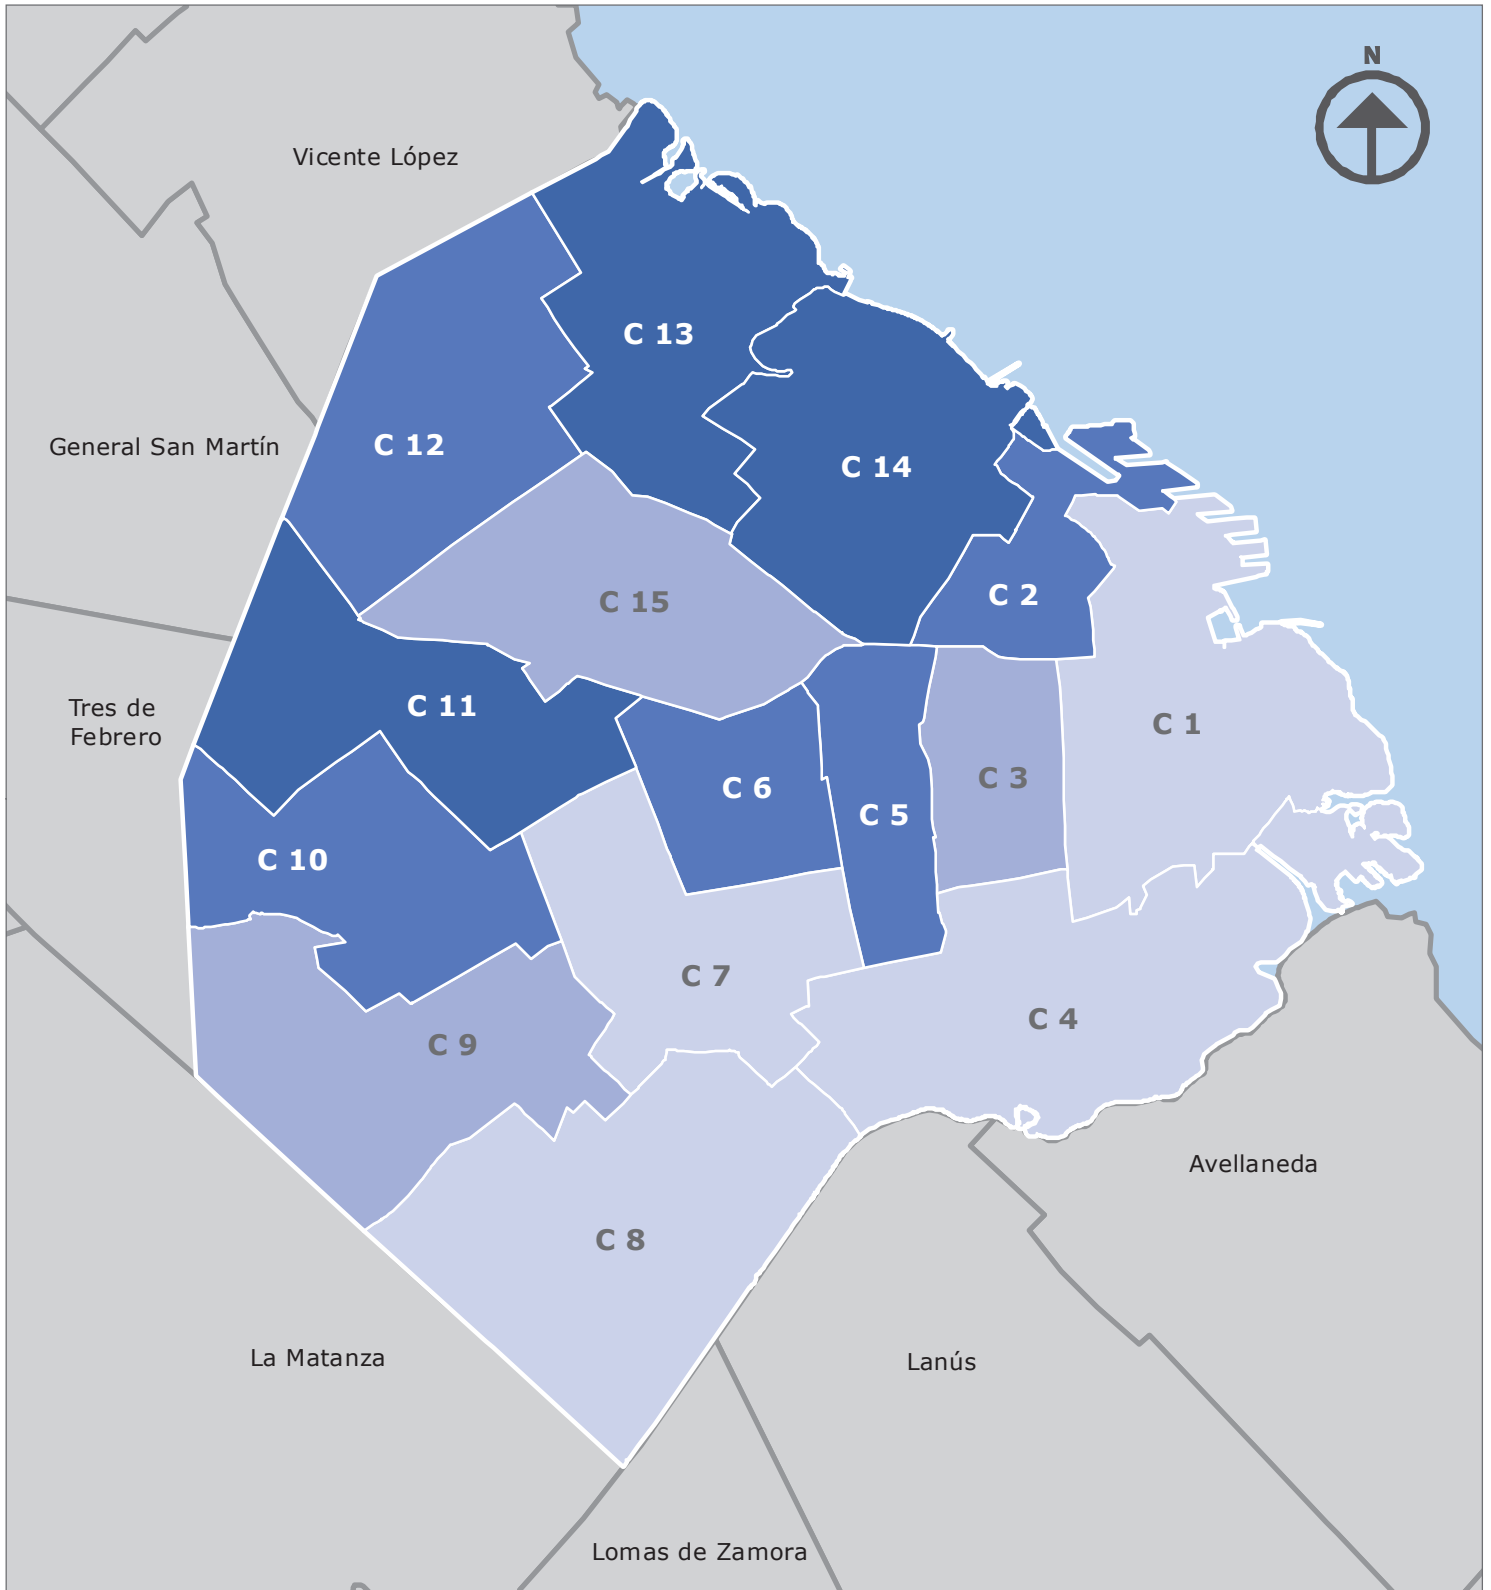 N
Vicente López
C 13
General San Martín
C 12
C 14
C 2
C 15
Tres de
Febrero
C 11
C 1
C 6
C 3
C 5
C 10
C 7
C 4
C 9
Avellaneda
C 8
La Matanza
Lanús
Lomas de Zamora